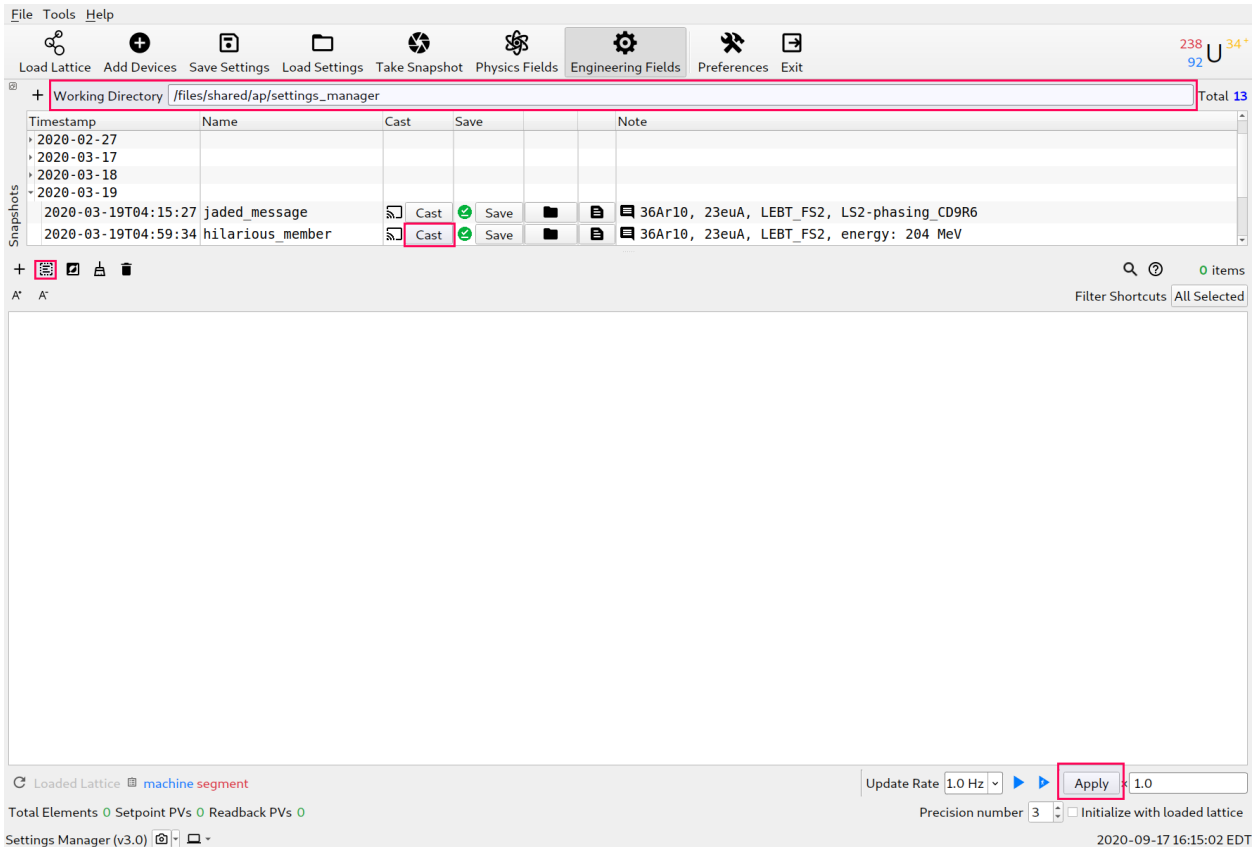 File Tools Help
Load Lattice Add Devices Save Settings Load Settings Take Snapshot Physics Fields Engineering Fields Preferences Exit
238 92 U 34+
+ Working Directory /files/shared/ap/settings_manager Total 13
Snapshots
Timestamp Name Cast Save Note
2020-02-27
2020-03-17
2020-03-18
2020-03-19
2020-03-19T04:15:27 jaded_message Cast Save 36Ar10, 23euA, LEBT_FS2, LS2-phasing_CD9R6
2020-03-19T04:59:34 hilarious_member Cast Save 36Ar10, 23euA, LEBT_FS2, energy: 204 MeV
0 items
A+ A- Filter Shortcuts All Selected
Loaded Lattice machine segment Update Rate 1.0 Hz Apply × 1.0
Total Elements 0 Setpoint PVs 0 Readback PVs 0 Precision number 3 Initialize with loaded lattice
Settings Manager (v3.0) 2020-09-17 16:15:02 EDT